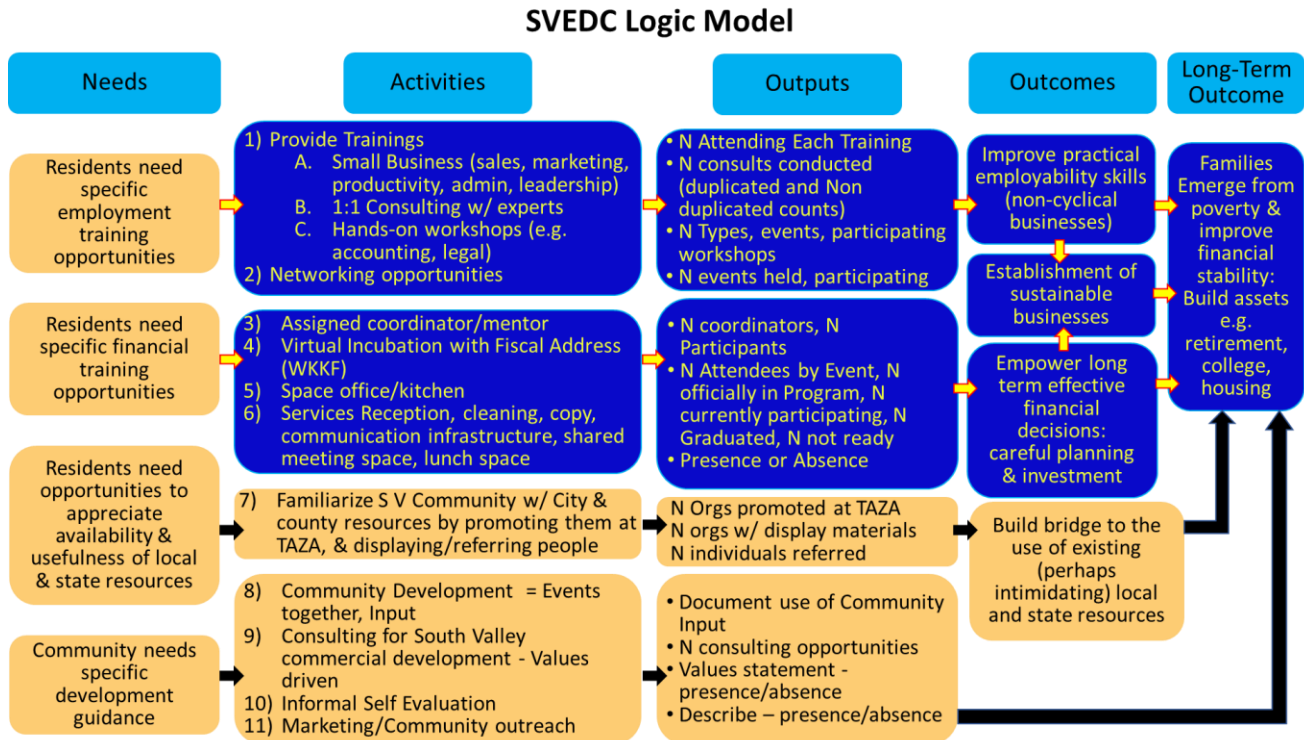 SVEDC Logic Model
Needs
Activities
Outputs
Outcomes
Long-Term
Outcome
Residents need
specific
employment
training
opportunities
1) Provide Trainings
A. Small Business (sales, marketing,
productivity, admin, leadership)
B. 1:1 Consulting w/ experts
C. Hands-on workshops (e.g.
accounting, legal)
2) Networking opportunities
• N Attending Each Training
• N consults conducted
(duplicated and Non
duplicated counts)
• N Types, events, participating
workshops
• N events held, participating
Improve practical
employability skills
(non-cyclical
businesses)
Establishment of
sustainable
businesses
Families
Emerge from
poverty &
improve
financial
stability:
Build assets
e.g.
retirement,
college,
housing
Residents need
specific financial
training
opportunities
3) Assigned coordinator/mentor
4) Virtual Incubation with Fiscal Address
(WKKF)
5) Space office/kitchen
6) Services Reception, cleaning, copy,
communication infrastructure, shared
meeting space, lunch space
• N coordinators, N
Participants
• N Attendees by Event, N
officially in Program, N
currently participating, N
Graduated, N not ready
• Presence or Absence
Empower long
term effective
financial
decisions:
careful planning
& investment
Residents need
opportunities to
appreciate
availability &
usefulness of local
& state resources
7) Familiarize S V Community w/ City &
county resources by promoting them at
TAZA, & displaying/referring people
N Orgs promoted at TAZA
N orgs w/ display materials
N individuals referred
Build bridge to the
use of existing
(perhaps
intimidating) local
and state resources
Community needs
specific
development
guidance
8) Community Development = Events
together, Input
9) Consulting for South Valley
commercial development - Values
driven
10) Informal Self Evaluation
11) Marketing/Community outreach
• Document use of Community
Input
• N consulting opportunities
• Values statement -
presence/absence
• Describe – presence/absence